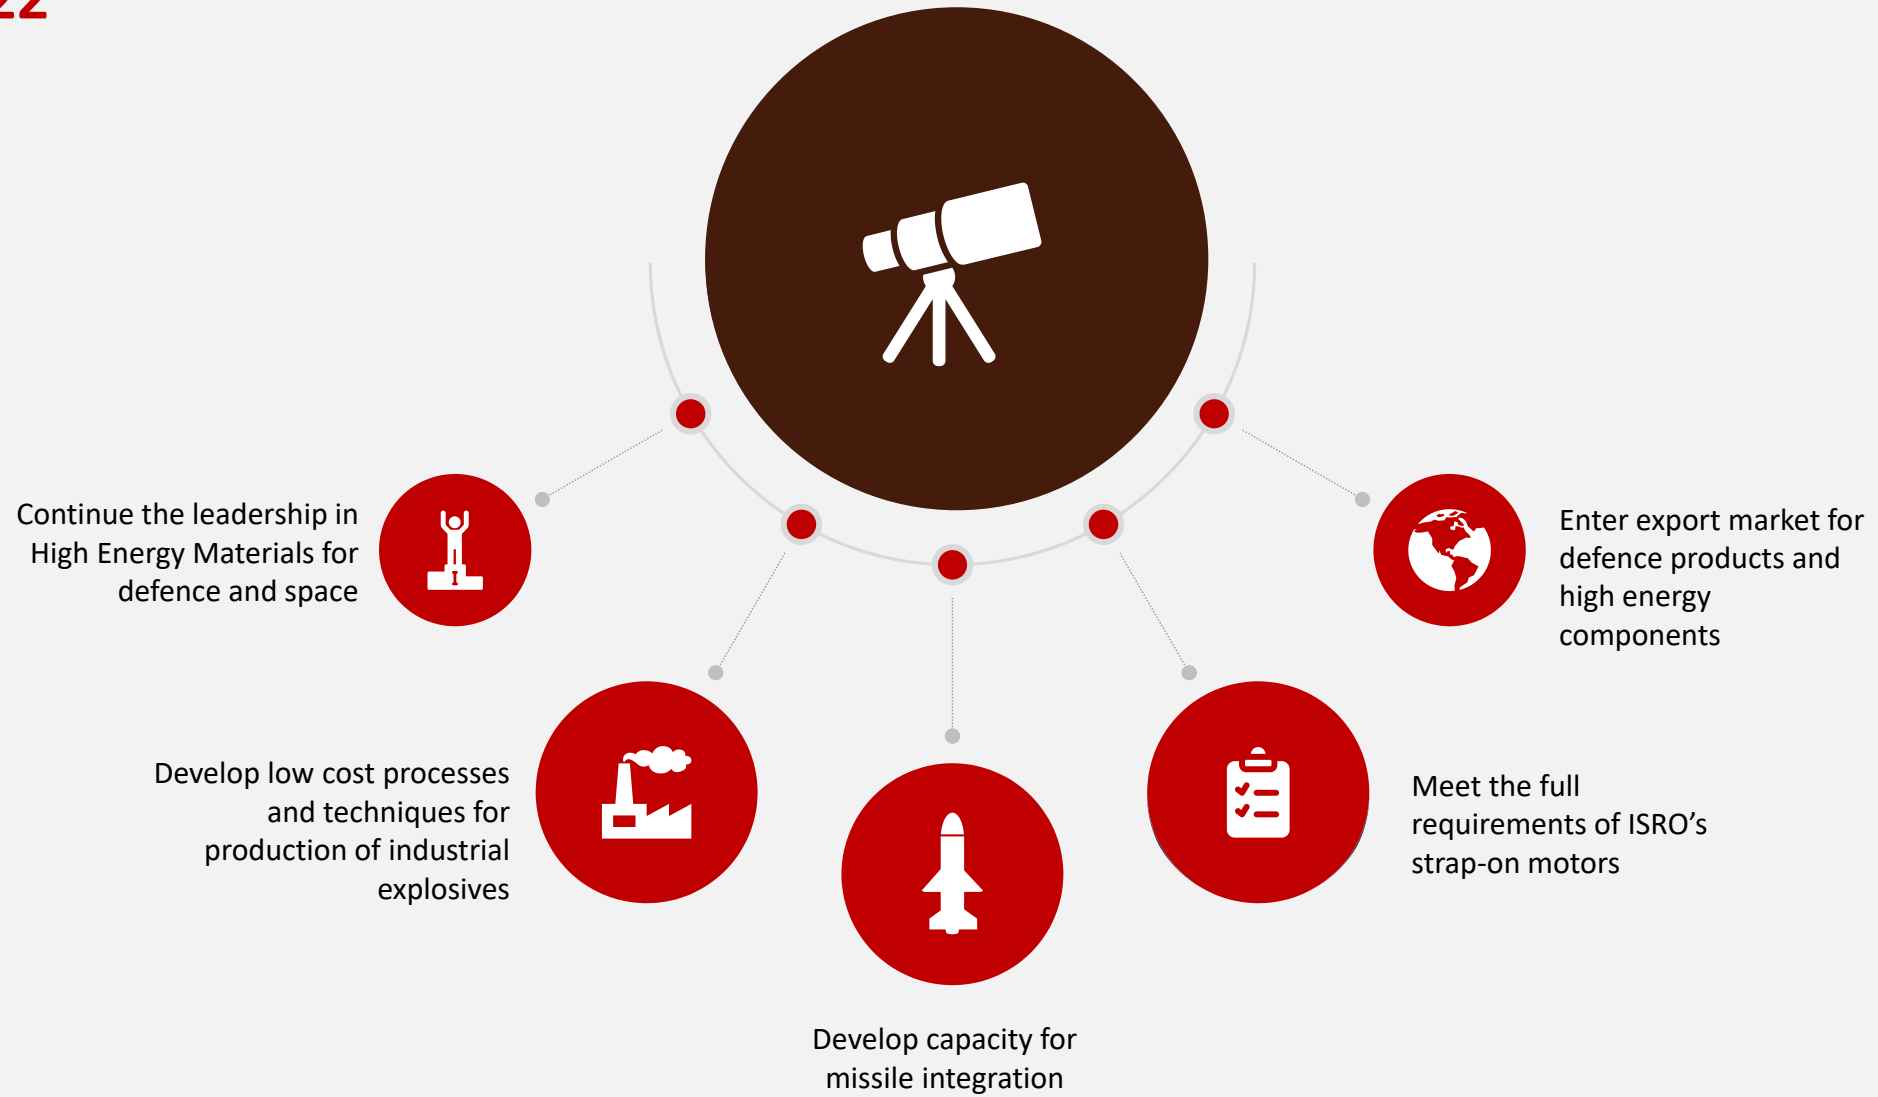 22
Continue the leadership in
High Energy Materials for
defence and space
Develop low cost processes
and techniques for
production of industrial
explosives
Develop capacity for
missile integration
Meet the full
requirements of ISRO’s
strap-on motors
Enter export market for
defence products and
high energy
components